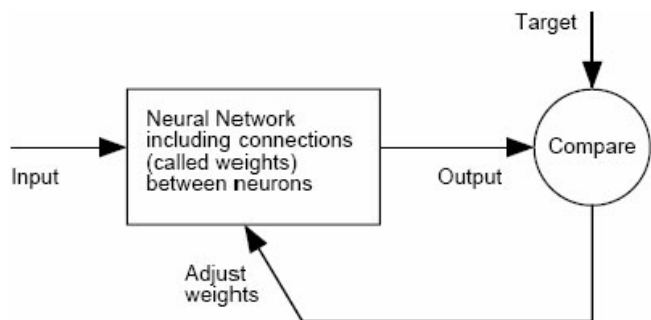 Target
Neural Network
including connections
(called weights)
between neurons
Compare
Input
Output
Adjust
weights